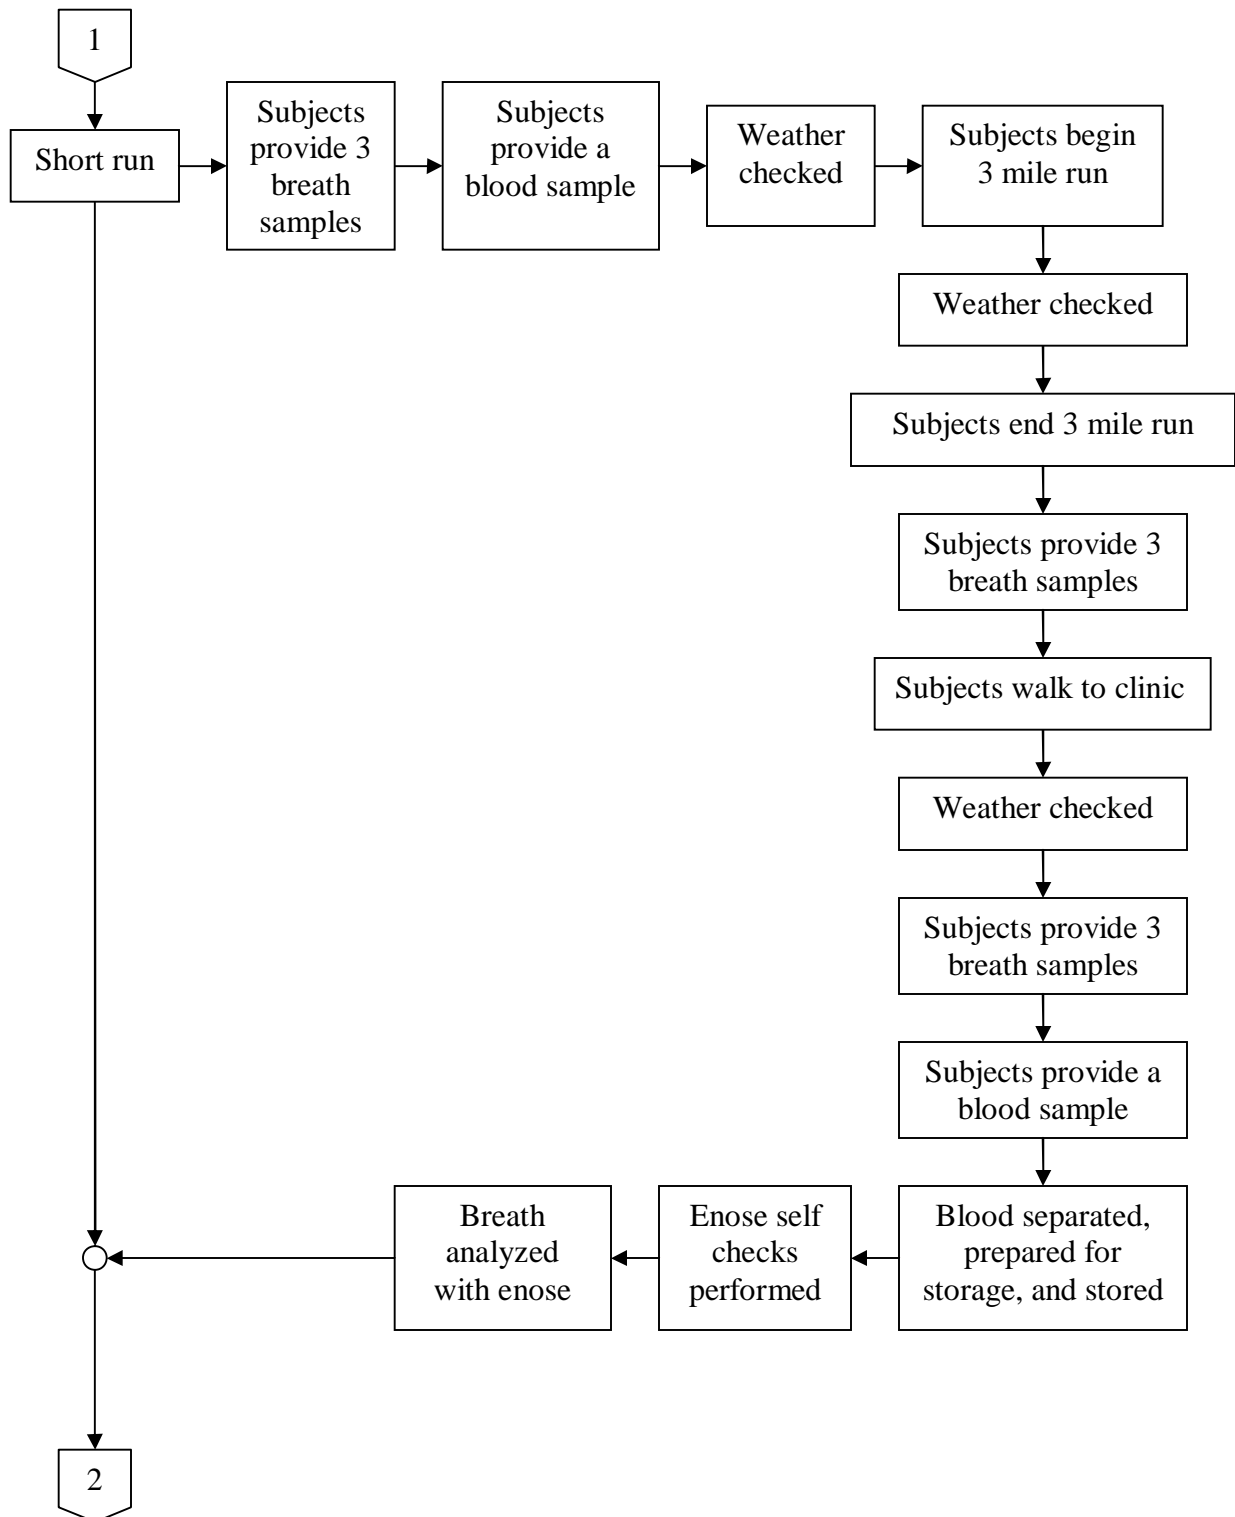 1
Short run
Subjects
provide 3
breath
samples
Subjects
provide a
blood sample
Weather
checked
Subjects begin
3 mile run
Weather checked
Subjects end 3 mile run
Subjects provide 3
breath samples
Subjects walk to clinic
Weather checked
Subjects provide 3
breath samples
Subjects provide a
blood sample
Blood separated,
prepared for
storage, and stored
Enose self
checks
performed
Breath
analyzed
with enose
2